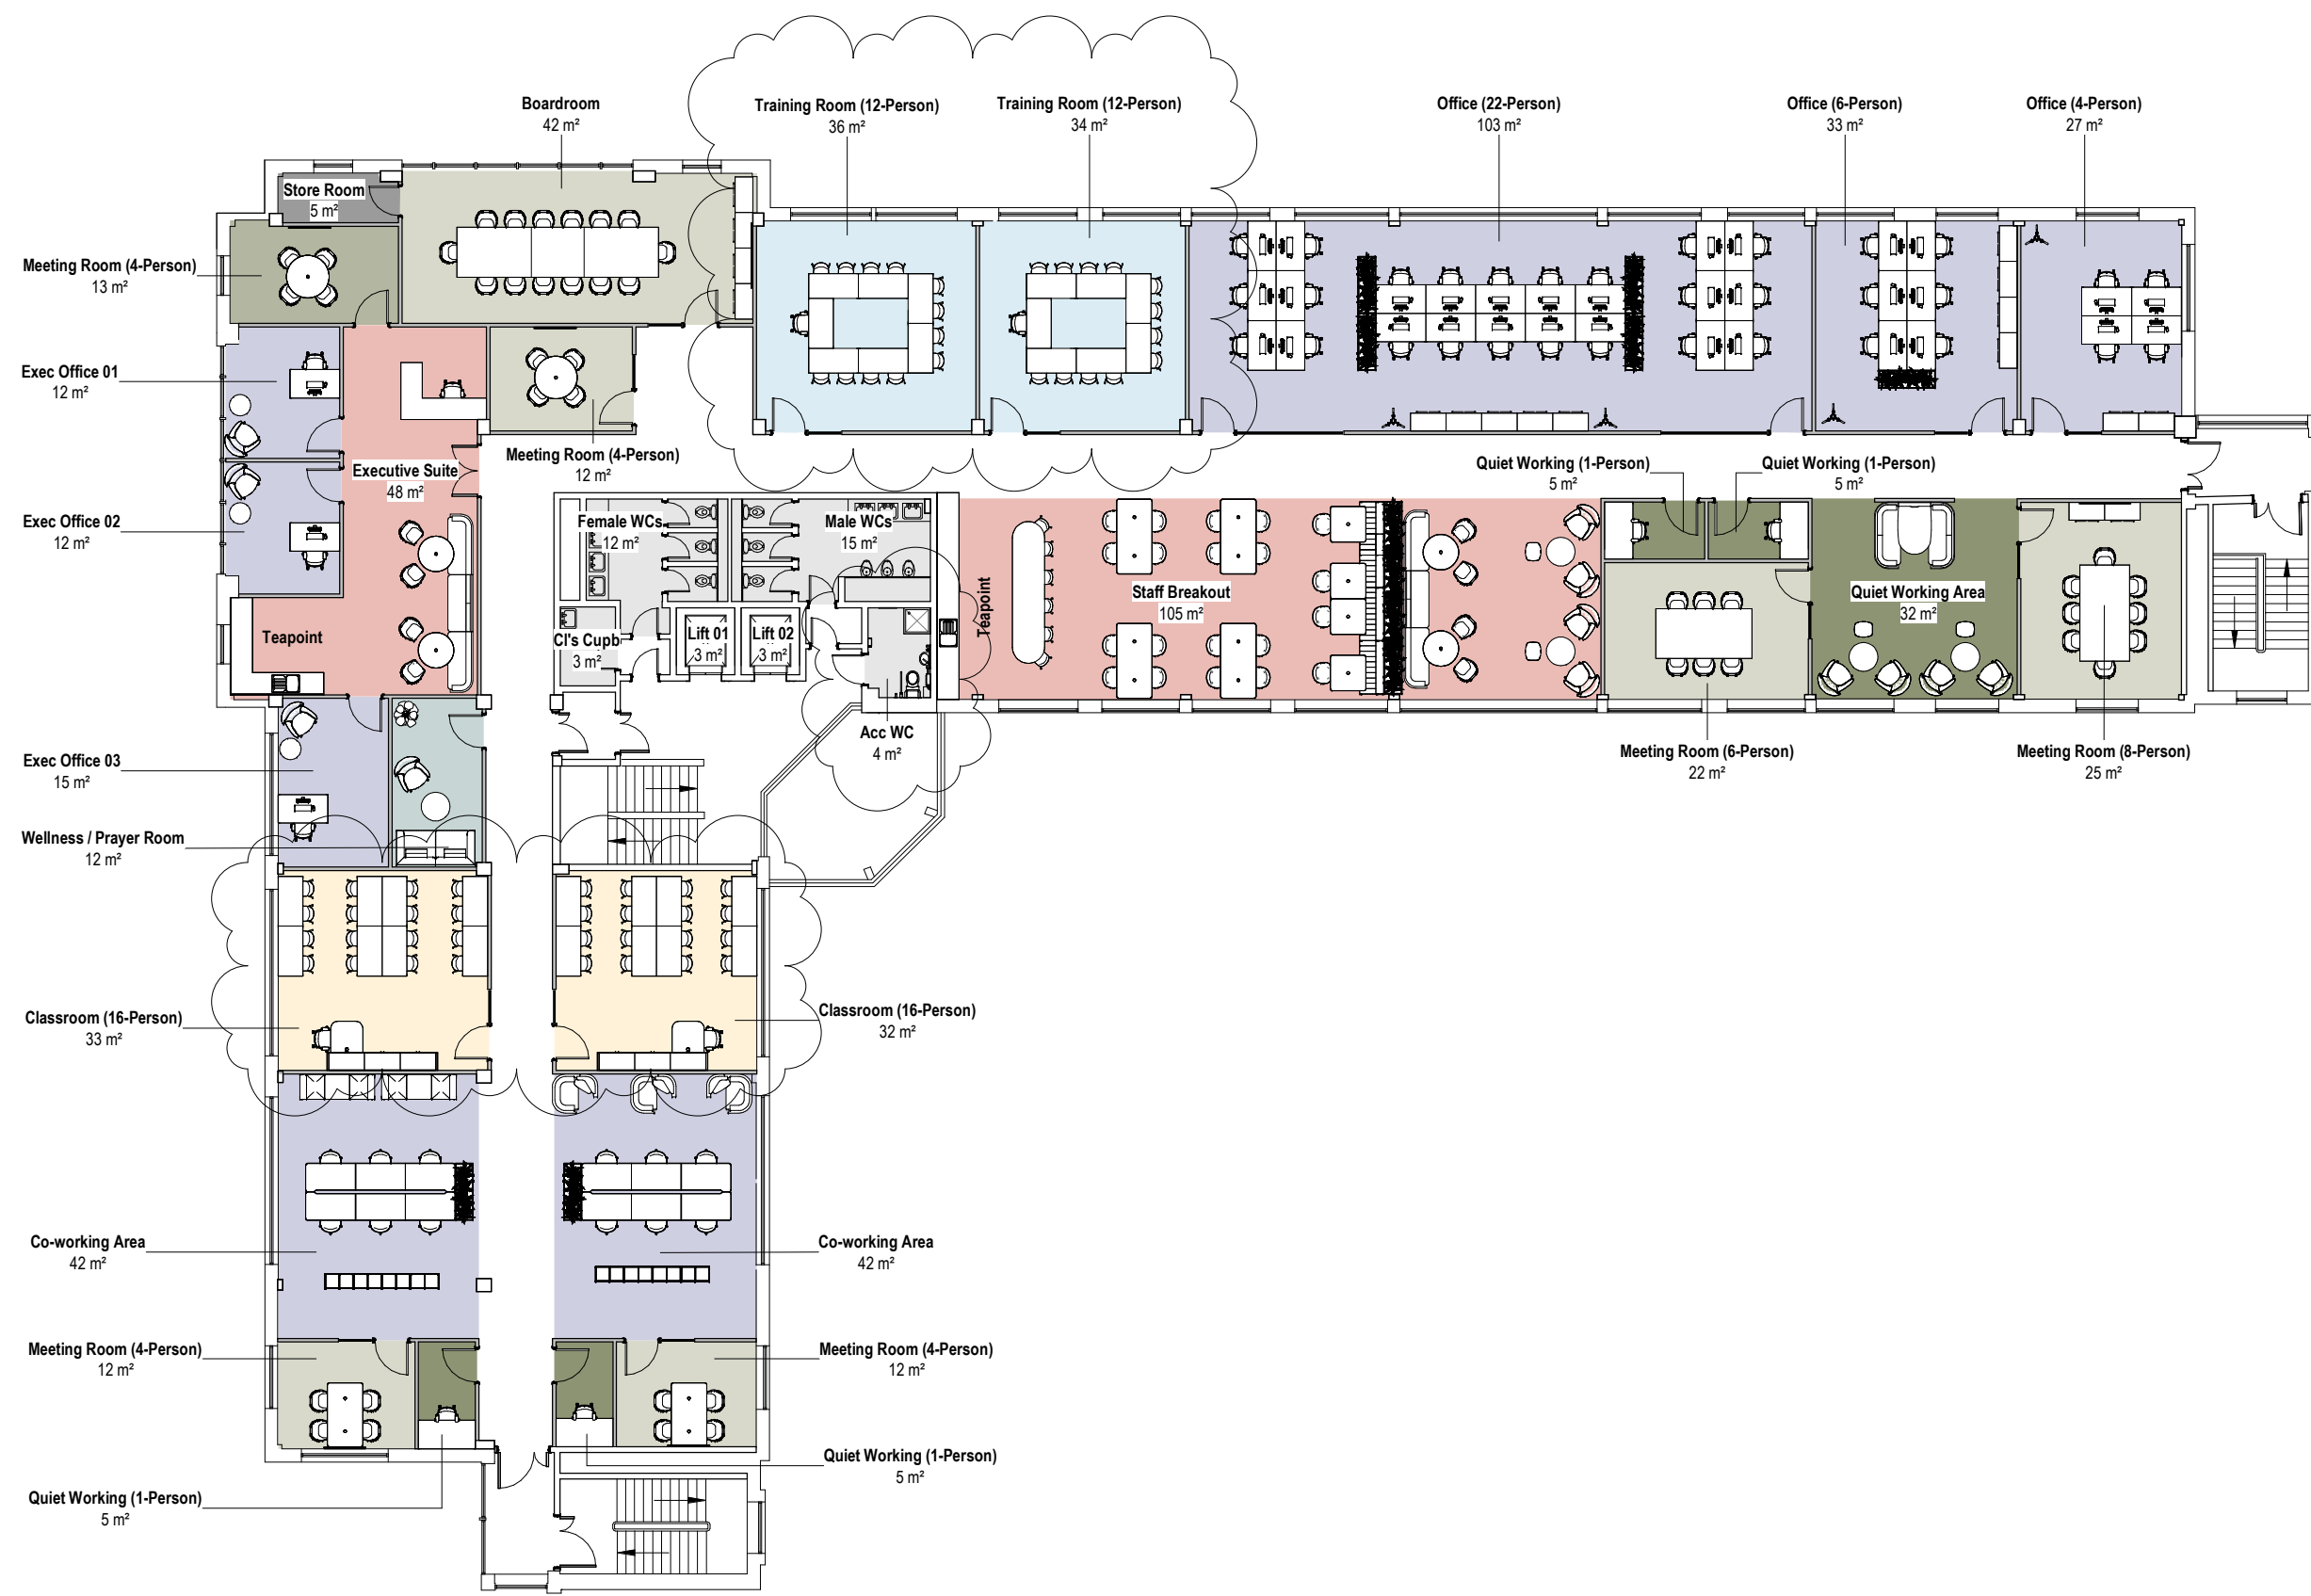 Boardroom
42 m²
Training Room (12-Person)
36 m²
Training Room (12-Person)
34 m²
Office (22-Person)
103 m²
Office (6-Person)
33 m²
Office (4-Person)
27 m²
Store Room
5 m²
Meeting Room (4-Person)
13 m²
Exec Office 01
12 m²
Meeting Room (4-Person)
12 m²
Executive Suite
48 m²
Quiet Working (1-Person)
5 m²
Quiet Working (1-Person)
5 m²
Exec Office 02
12 m²
Female WCs
12 m²
Male WCs
15 m²
Staff Breakout
105 m²
Quiet Working Area
32 m²
Teapoint
Teapoint
Cl's Cupb
3 m²
Lift 01
3 m²
Lift 02
3 m²
Acc WC
4 m²
Meeting Room (6-Person)
22 m²
Meeting Room (8-Person)
25 m²
Exec Office 03
15 m²
Wellness / Prayer Room
12 m²
Classroom (16-Person)
33 m²
Classroom (16-Person)
32 m²
Co-working Area
42 m²
Co-working Area
42 m²
Meeting Room (4-Person)
12 m²
Meeting Room (4-Person)
12 m²
Quiet Working (1-Person)
5 m²
Quiet Working (1-Person)
5 m²